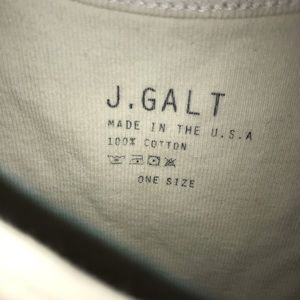 J.GALT
MADE IN THE U.S.A
100% COTTON
ONE SIZE